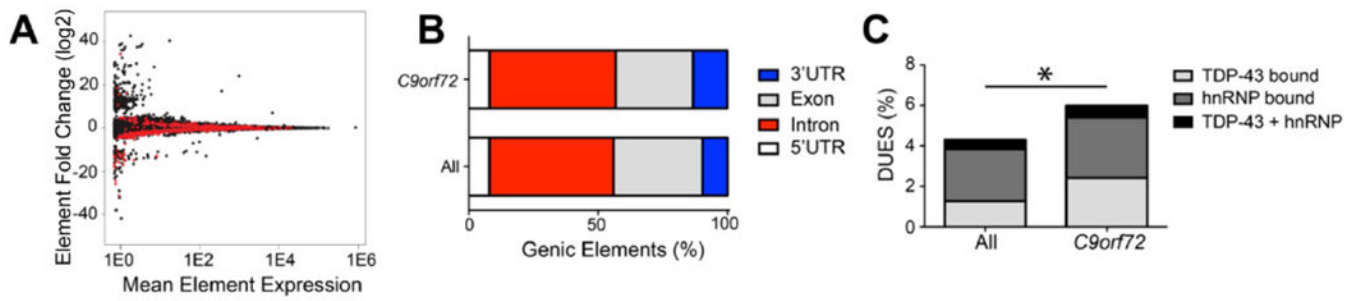 A
Element Fold Change (log2)
40
20
0
-20
-40
1E0 1E2 1E4 1E6
Mean Element Expression
B
C9orf72
All
0 50 100
Genic Elements (%)
3'UTR
Exon
Intron
5'UTR
C
DUES (%)
8
6
4
2
0
*
All C9orf72
TDP-43 bound
hnRNP bound
TDP-43 + hnRNP